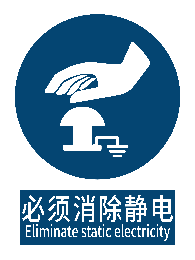 必须消除静电
Eliminate static electricity